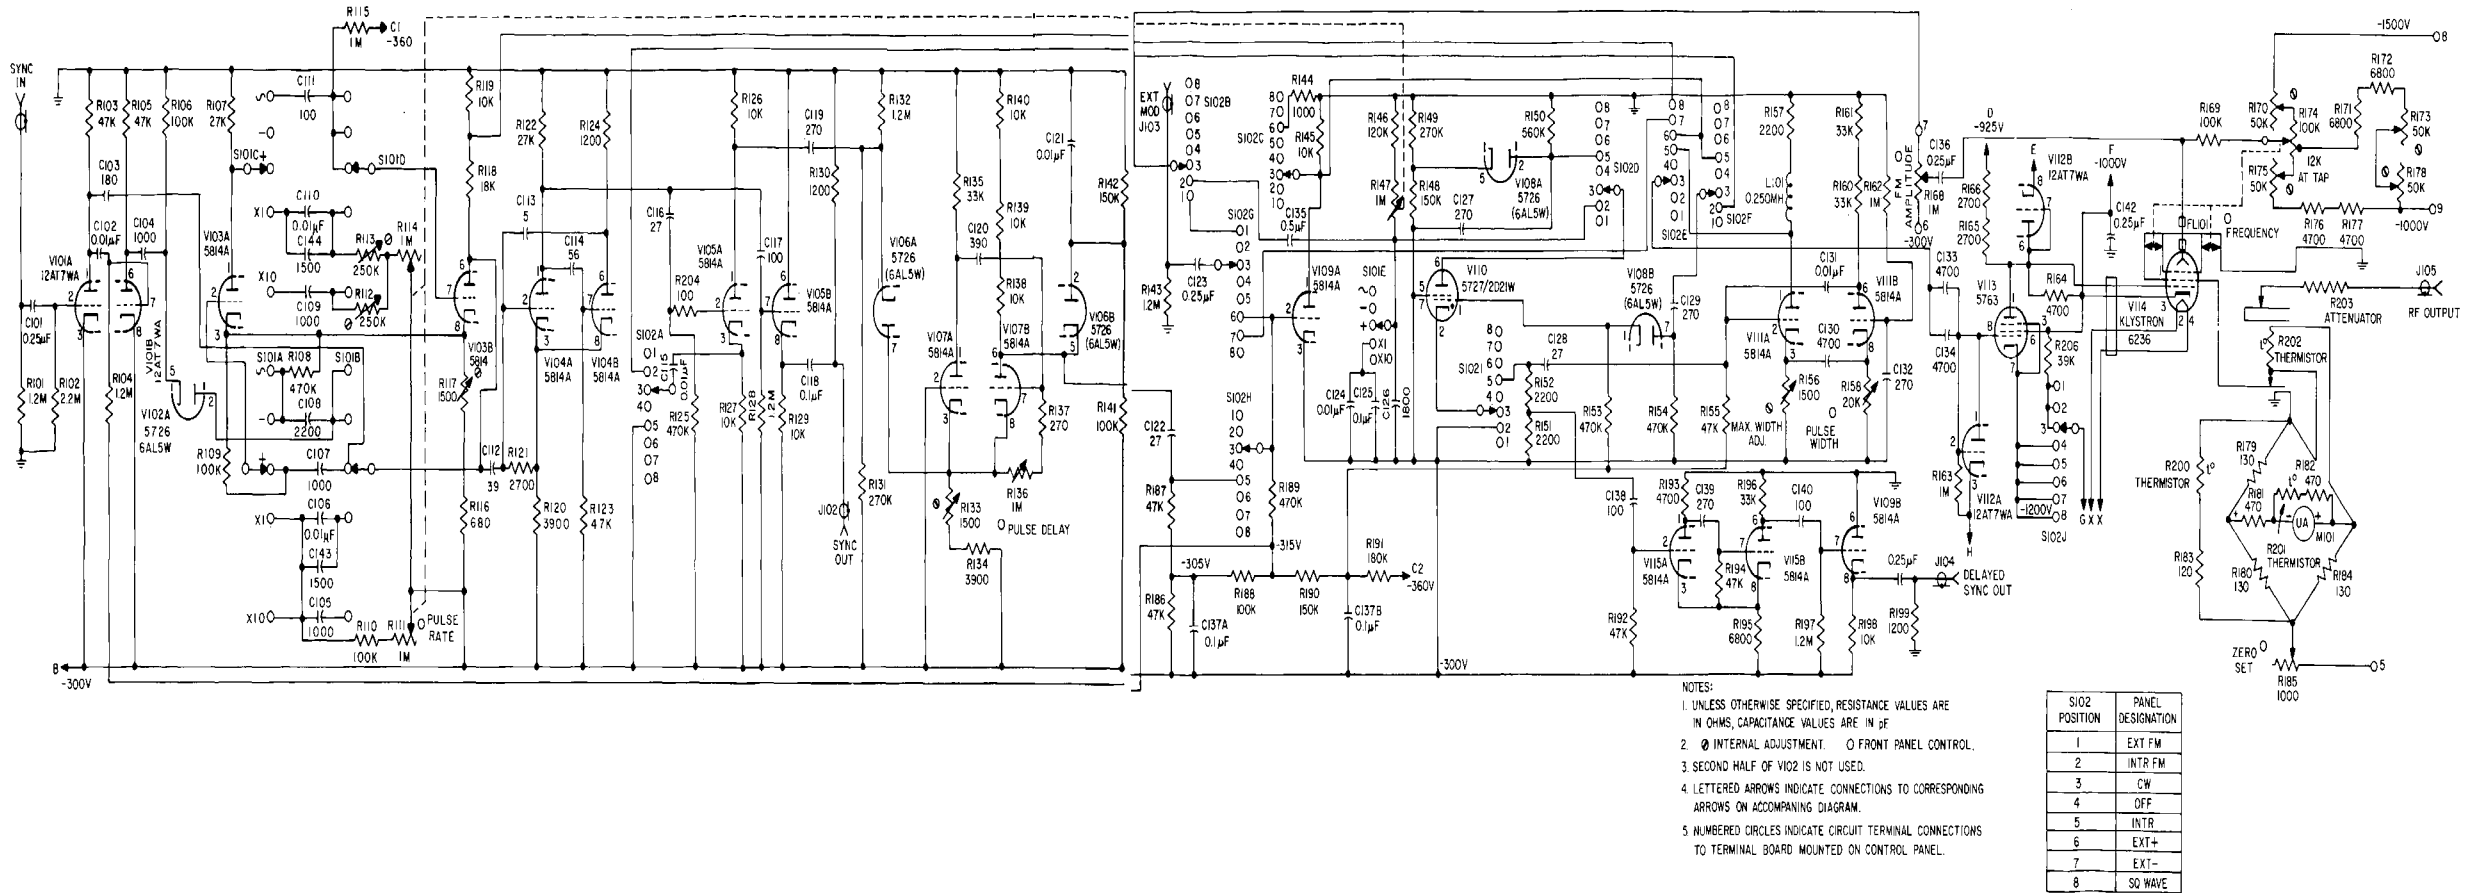 R115
1M
C1
-360
-1500V
O8
SYNC
IN
C111
100
R103
47K
R105
47K
R106
100K
R107
27K
S101C
+
-
S101D
R119
10K
R118
18K
R122
27K
R124
1200
R126
10K
C119
270
R132
1.2M
R140
10K
C121
0.01µF
EXT
MOD
J103
S102B
S102C
R144
1000
R145
10K
R146
120K
R149
270K
R150
560K
S102D
R157
2200
R161
33K
R169
100K
R170
50K
R174
100K
R171
6800
R172
6800
R173
50K
12K
AT TAP
R175
50K
R178
50K
R176
4700
R177
4700
O9
-1000V
C103
180
C102
0.01µF
C104
1000
V101A
12AT7WA
V101B
12AT7WA
C101
0.25µF
R101
1.2M
R102
2.2M
R104
1.2M
V102A
5726
6AL5W
V103A
5814A
X1
C110
0.01µF
C144
1500
R113
250K
R114
1M
X10
C109
1000
R112
250K
S101A
R108
470K
S101B
C108
2200
R109
100K
C107
1000
C106
0.01µF
X1
C143
1500
X10
C105
1000
R110
100K
R111
1M
PULSE
RATE
V103B
5814
R117
1500
R116
680
C112
39
R121
2700
R120
3900
R123
47K
C113
5
C114
56
V104A
5814A
V104B
5814A
C116
27
R204
100
S102A
C115
0.01µF
R125
470K
V105A
5814A
C117
100
V105B
5814A
R127
10K
R128
1.2M
R129
10K
R130
1200
C118
0.1µF
J102
SYNC
OUT
R131
270K
V106A
5726
(6AL5W)
R135
33K
C120
390
R139
10K
R138
10K
V107A
5814A
V107B
5814A
V106B
5726
(6AL5W)
R137
270
R136
1M
PULSE DELAY
R133
1500
R134
3900
R142
150K
R141
100K
C122
27
R143
1.2M
C123
0.25µF
S102G
C135
0.5µF
S102H
R187
47K
R186
47K
R189
470K
-305V
-315V
C137A
0.1µF
R188
100K
R190
150K
C137B
0.1µF
R191
180K
C2
-360V
V109A
5814A
S101E
X1
X10
C124
0.01µF
C125
0.1µF
C126
1800
R147
1M
R148
150K
C127
270
V108A
5726
(6AL5W)
V110
5727/2D21W
S102I
C128
27
R152
2200
R151
2200
V108B
5726
(6AL5W)
C129
270
R153
470K
R154
470K
R155
47K
S102E
S102F
L101
0.250MH
R160
33K
R162
1M
C131
0.01µF
V111B
5814A
V111A
5814A
C130
4700
R156
1500
MAX. WIDTH
ADJ.
R158
20K
PULSE
WIDTH
C132
270
C138
100
R192
47K
R193
4700
C139
270
R196
33K
C140
100
V115A
5814A
R194
47K
V115B
5814A
V109B
5814A
R195
6800
R197
1.2M
R198
10K
0.25µF
J104
DELAYED
SYNC OUT
R199
1200
FM
AMPLITUDE
C136
0.25µF
R168
1M
-300V
C133
4700
C134
4700
D
-925V
R166
2700
R165
2700
E
V112B
12AT7WA
F
-1000V
C142
0.25µF
V113
5763
R164
4700
R206
39K
V114
KLYSTRON
6236
FL101
FREQUENCY
R163
1M
V112A
12AT7WA
H
-1200V
S102J
G X X
J105
R203
ATTENUATOR
RF OUTPUT
R202
THERMISTOR
R200
THERMISTOR
R179
130
R182
470
R181
470
UA
M101
R201
THERMISTOR
R183
120
R180
130
R184
130
ZERO
SET
R185
1000
O5
B
-300V
-300V
NOTES:
1. UNLESS OTHERWISE SPECIFIED, RESISTANCE VALUES ARE
IN OHMS, CAPACITANCE VALUES ARE IN pF
2. Ø INTERNAL ADJUSTMENT. O FRONT PANEL CONTROL.
3. SECOND HALF OF V102 IS NOT USED.
4. LETTERED ARROWS INDICATE CONNECTIONS TO CORRESPONDING
ARROWS ON ACCOMPANING DIAGRAM.
5. NUMBERED CIRCLES INDICATE CIRCUIT TERMINAL CONNECTIONS
TO TERMINAL BOARD MOUNTED ON CONTROL PANEL.
S102 POSITION PANEL DESIGNATION
1 EXT FM
2 INTR FM
3 CW
4 OFF
5 INTR
6 EXT+
7 EXT-
8 SQ WAVE